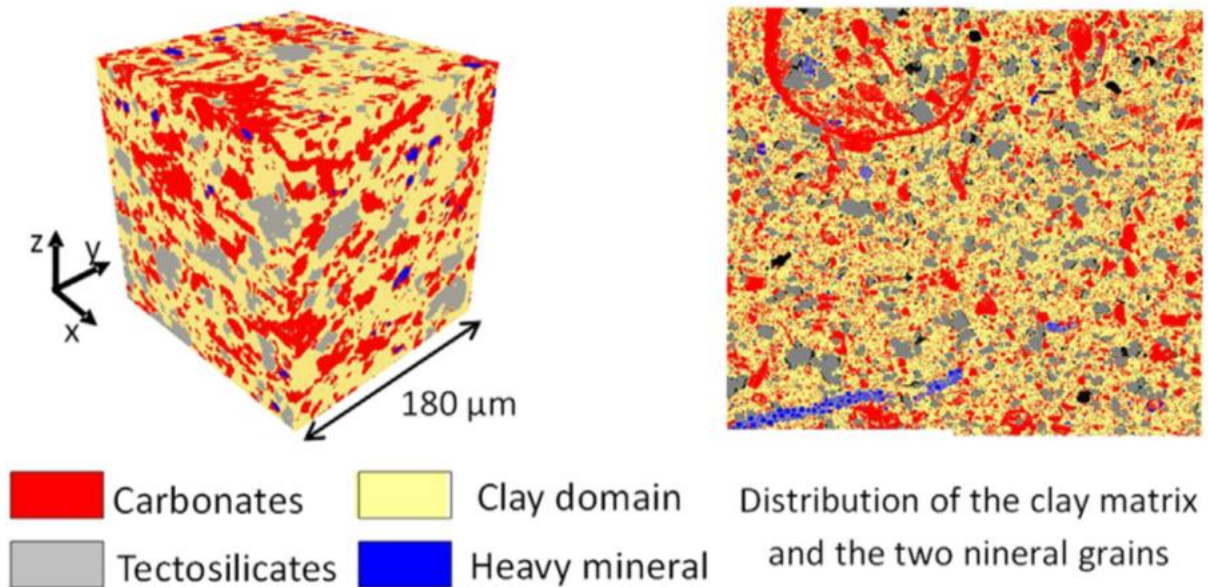 z
y
x
180 μm
Carbonates
Clay domain
Tectosilicates
Heavy mineral
Distribution of the clay matrix
and the two nineral grains